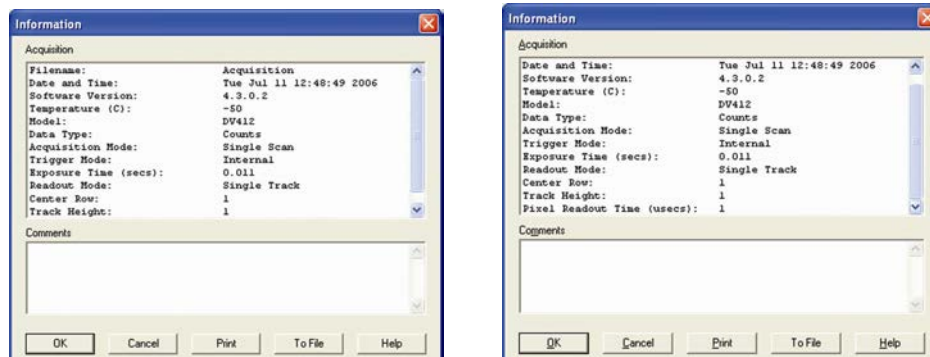 Information
Acquisition
Filename: Acquisition
Date and Time: Tue Jul 11 12:48:49 2006
Software Version: 4.3.0.2
Temperature (C): -50
Model: DV412
Data Type: Counts
Acquisition Mode: Single Scan
Trigger Mode: Internal
Exposure Time (secs): 0.011
Readout Mode: Single Track
Center Row: 1
Track Height: 1
Comments
OK Cancel Print To File Help
Information
Acquisition
Date and Time: Tue Jul 11 12:48:49 2006
Software Version: 4.3.0.2
Temperature (C): -50
Model: DV412
Data Type: Counts
Acquisition Mode: Single Scan
Trigger Mode: Internal
Exposure Time (secs): 0.011
Readout Mode: Single Track
Center Row: 1
Track Height: 1
Pixel Readout Time (usecs): 1
Comments
OK Cancel Print To File Help